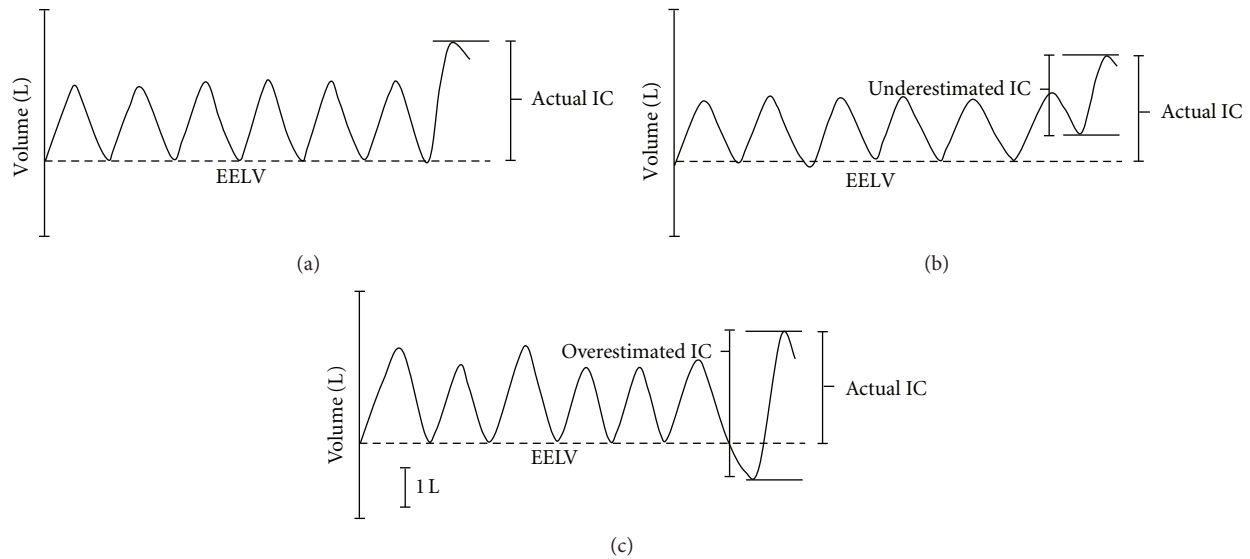 Volume (L)
Actual IC
EELV
(a)
Volume (L)
Underestimated IC
Actual IC
EELV
(b)
Volume (L)
Overestimated IC
Actual IC
EELV
1 L
(c)